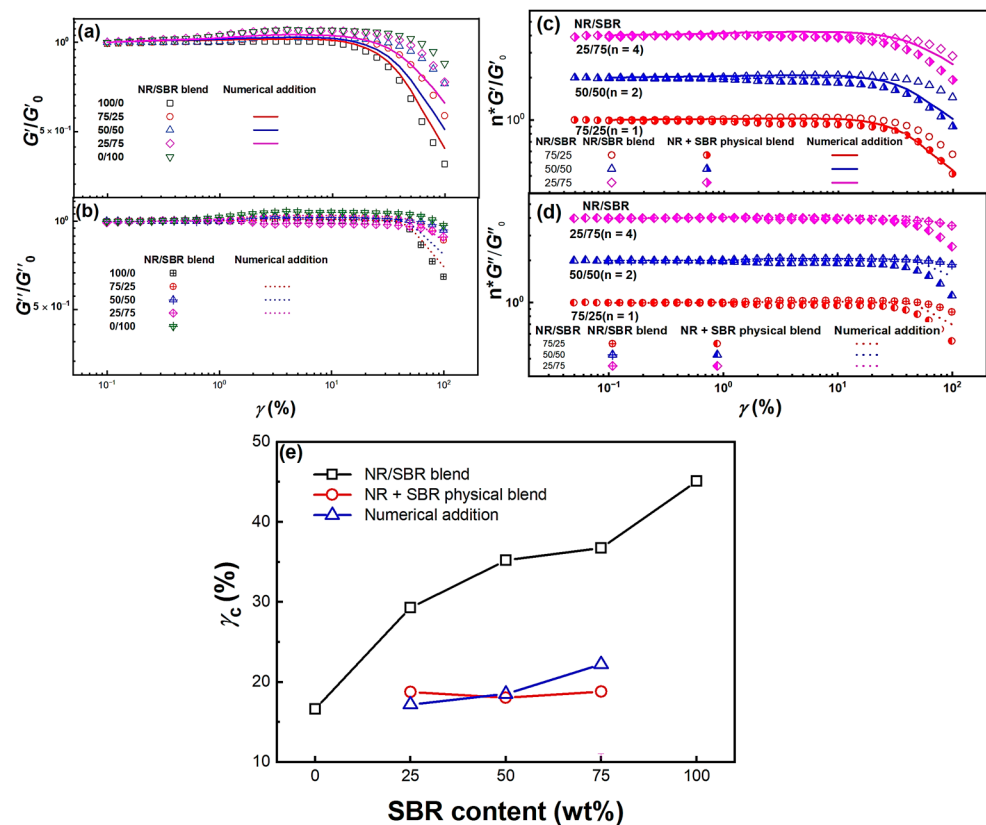 (a)
G'/G'₀
10⁰
5×10⁻¹
NR/SBR blend Numerical addition
100/0
75/25
50/50
25/75
0/100
(b)
G''/G''₀
10⁰
5×10⁻¹
NR/SBR blend Numerical addition
100/0
75/25
50/50
25/75
0/100
10⁻¹ 10⁰ 10¹ 10²
γ (%)
(c)
n*G'/G'₀
10⁰
NR/SBR
25/75(n = 4)
50/50(n = 2)
75/25(n = 1)
NR/SBR NR/SBR blend NR + SBR physical blend Numerical addition
75/25
50/50
25/75
(d)
n*G''/G''₀
10⁰
NR/SBR
25/75(n = 4)
50/50(n = 2)
75/25(n = 1)
NR/SBR NR/SBR blend NR + SBR physical blend Numerical addition
75/25
50/50
25/75
10⁻¹ 10⁰ 10¹ 10²
γ (%)
(e)
NR/SBR blend
NR + SBR physical blend
Numerical addition
γc (%)
50
40
30
20
10
0 25 50 75 100
SBR content (wt%)